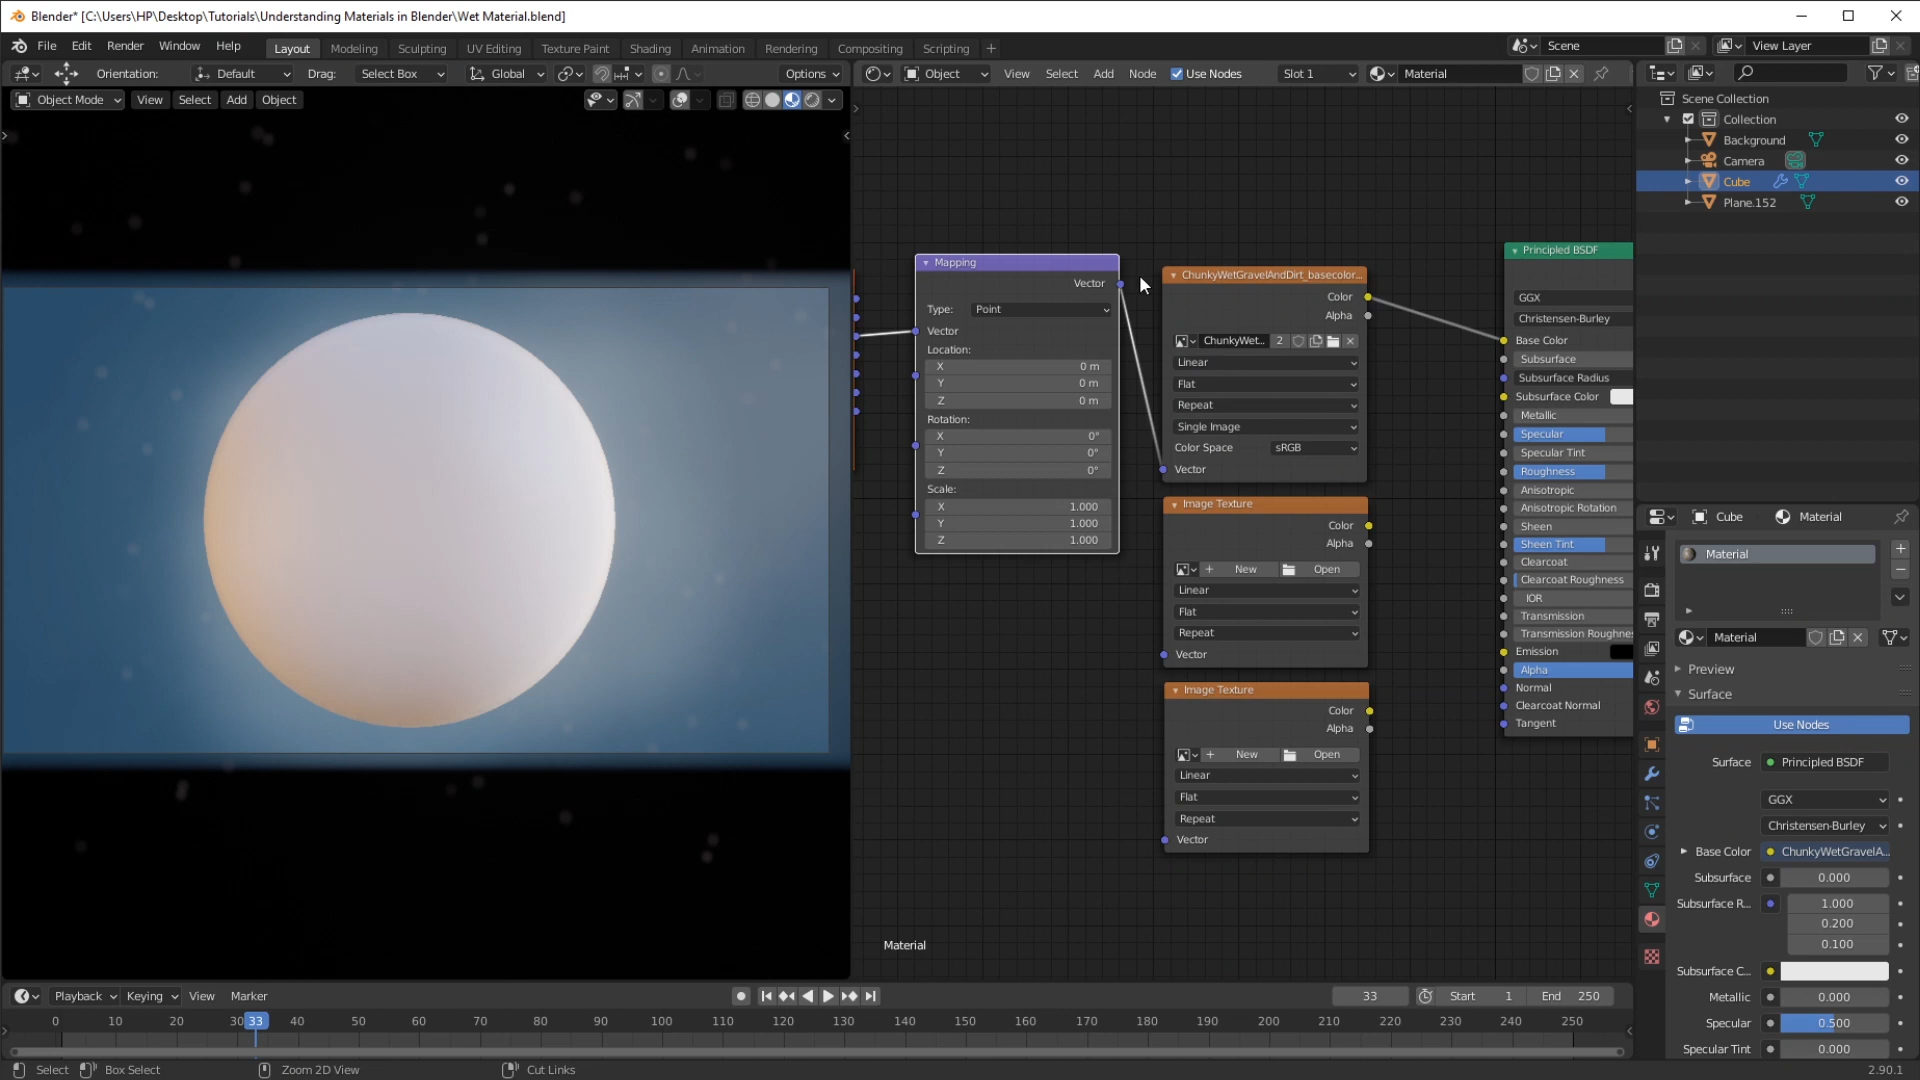 Blender* [C:\Users\HP\Desktop\Tutorials\Understanding Materials in Blender\Wet Material.blend]
File Edit Render Window Help Layout Modeling Sculpting UV Editing Texture Paint Shading Animation Rendering Compositing Scripting + Scene View Layer
Orientation: Default Drag: Select Box Global Options Object View Select Add Node Use Nodes Slot 1 Material
Object Mode View Select Add Object
Scene Collection
Collection
Background
Camera
Cube
Plane.152
Mapping
Vector
Type: Point
Vector
Location:
X 0 m
Y 0 m
Z 0 m
Rotation:
X 0°
Y 0°
Z 0°
Scale:
X 1.000
Y 1.000
Z 1.000
ChunkyWetGravelAndDirt_basecolor...
Color
Alpha
ChunkyWet... 2
Linear
Flat
Repeat
Single Image
Color Space sRGB
Vector
Image Texture
Color
Alpha
+ New Open
Linear
Flat
Repeat
Vector
Image Texture
Color
Alpha
+ New Open
Linear
Flat
Repeat
Vector
Principled BSDF
GGX
Christensen-Burley
Base Color
Subsurface
Subsurface Radius
Subsurface Color
Metallic
Specular
Specular Tint
Roughness
Anisotropic
Anisotropic Rotation
Sheen
Sheen Tint
Clearcoat
Clearcoat Roughness
IOR
Transmission
Transmission Roughnes
Emission
Alpha
Normal
Clearcoat Normal
Tangent
Material
Cube Material
Material
Material
Preview
Surface
Use Nodes
Surface Principled BSDF
GGX
Christensen-Burley
Base Color ChunkyWetGravelA...
Subsurface 0.000
Subsurface R... 1.000
0.200
0.100
Subsurface C...
Metallic 0.000
Specular 0.500
Specular Tint 0.000
Playback Keying View Marker 33 Start 1 End 250
0 10 20 30 33 40 50 60 70 80 90 100 110 120 130 140 150 160 170 180 190 200 210 220 230 240 250
Select Box Select Zoom 2D View Cut Links 2.90.1